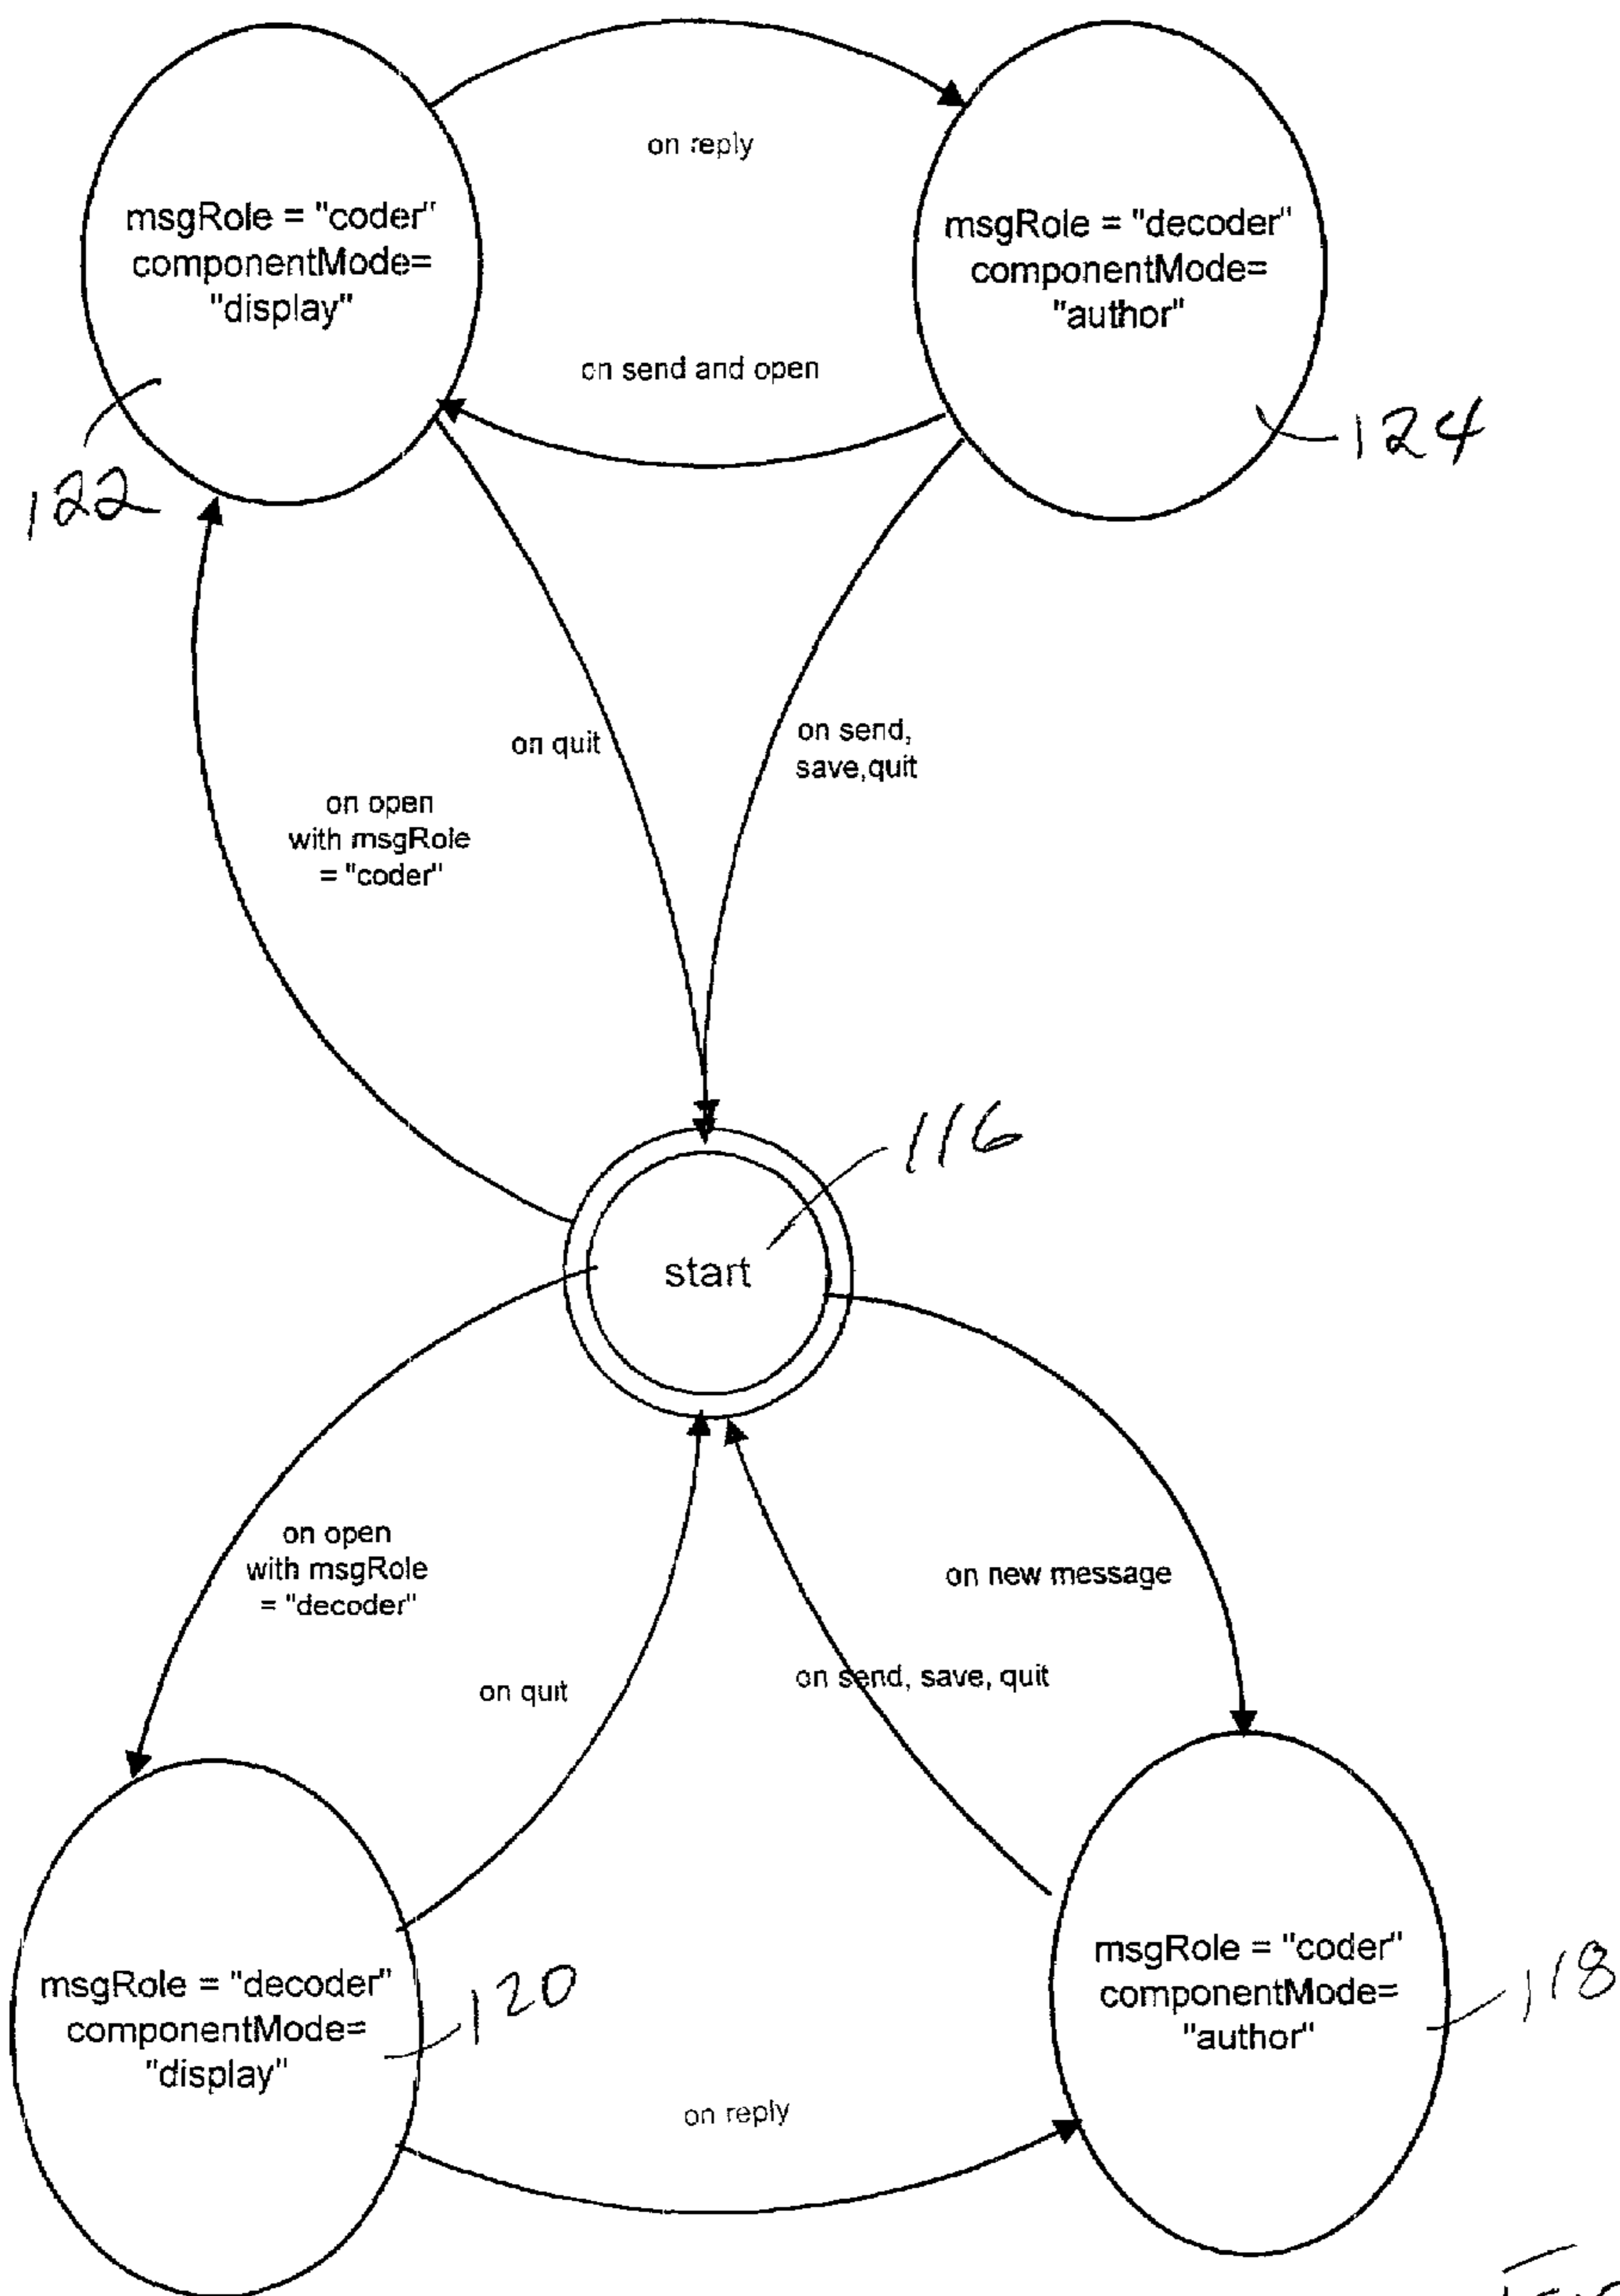 on reply
msgRole = "coder"
componentMode=
"display"
msgRole = "decoder"
componentMode=
"author"
on send and open
124
122
on quit
on send,
save,quit
on open
with msgRole
= "coder"
116
start
on open
with msgRole
= "decoder"
on new message
on quit
on send, save, quit
msgRole = "decoder"
componentMode=
"display"
120
msgRole = "coder"
componentMode=
"author"
118
on reply